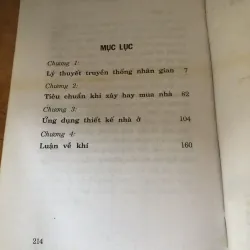 MỤC LỤC
Chương 1:
Lý thuyết truyền thống nhân gian 7
Chương 2:
Tiêu chuẩn khi xây hay mua nhà 62
Chương 3:
Ứng dụng thiết kế nhà ở 104
Chương 4:
Luận về khí 160
214